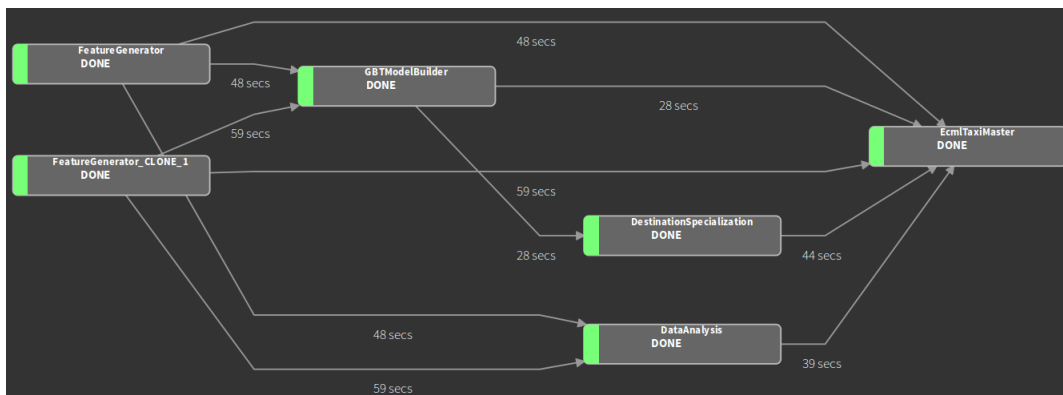 48 secs
FeatureGenerator
DONE
48 secs
GBTModelBuilder
DONE
28 secs
59 secs
EcmlTaxiMaster
DONE
FeatureGenerator_CLONE_1
DONE
59 secs
DestinationSpecialization
DONE
28 secs
44 secs
48 secs
DataAnalysis
DONE
39 secs
59 secs